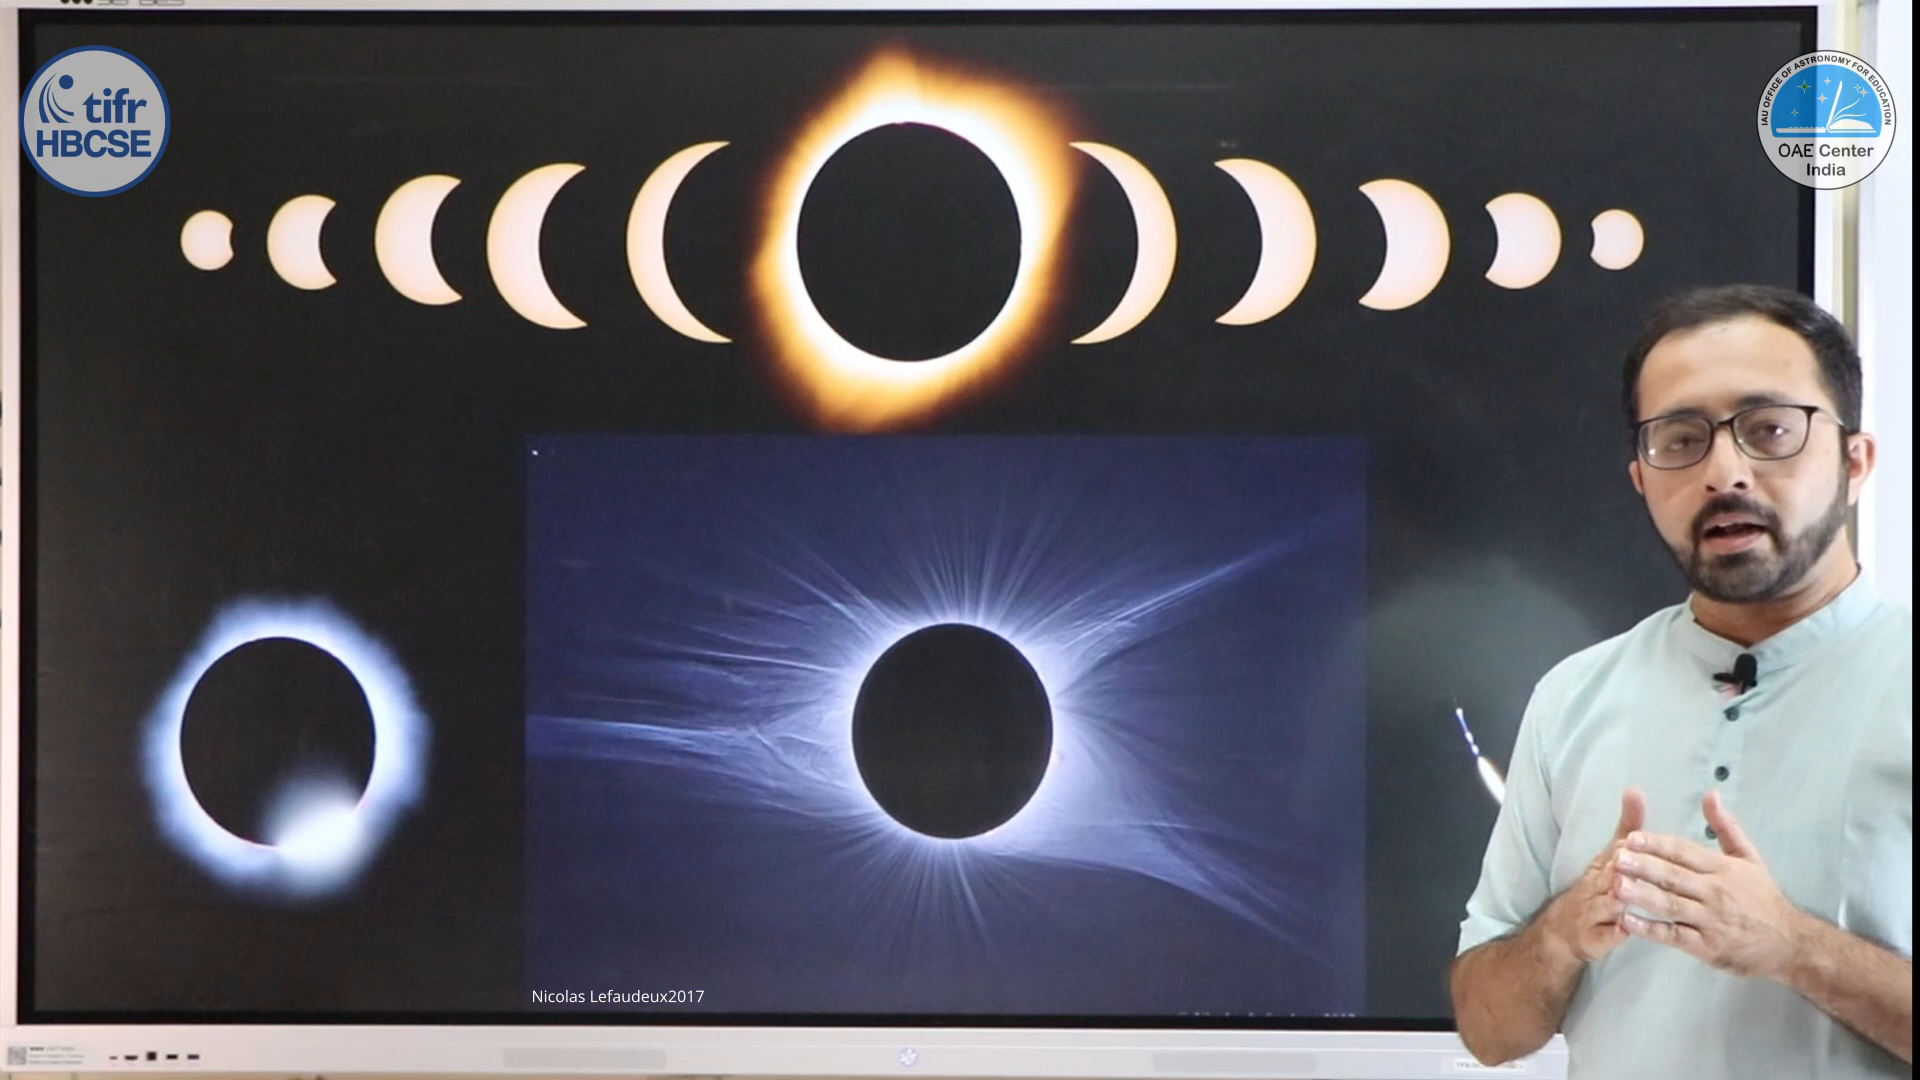 tifr
HBCSE
IAU OFFICE OF ASTRONOMY FOR EDUCATION
OAE Center
India
Nicolas Lefaudeux2017